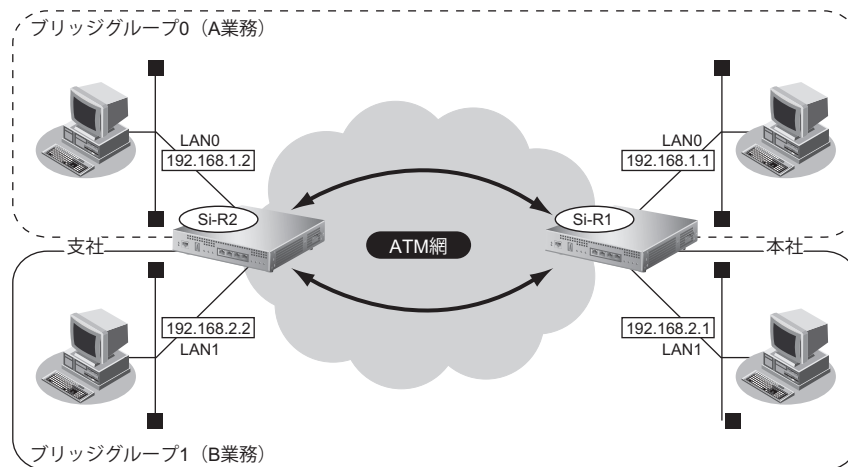 ブリッジグループ0（A業務）
LAN0
192.168.1.2
LAN0
192.168.1.1
Si-R2
Si-R1
支社
ATM網
本社
192.168.2.2
LAN1
192.168.2.1
LAN1
ブリッジグループ1（B業務）